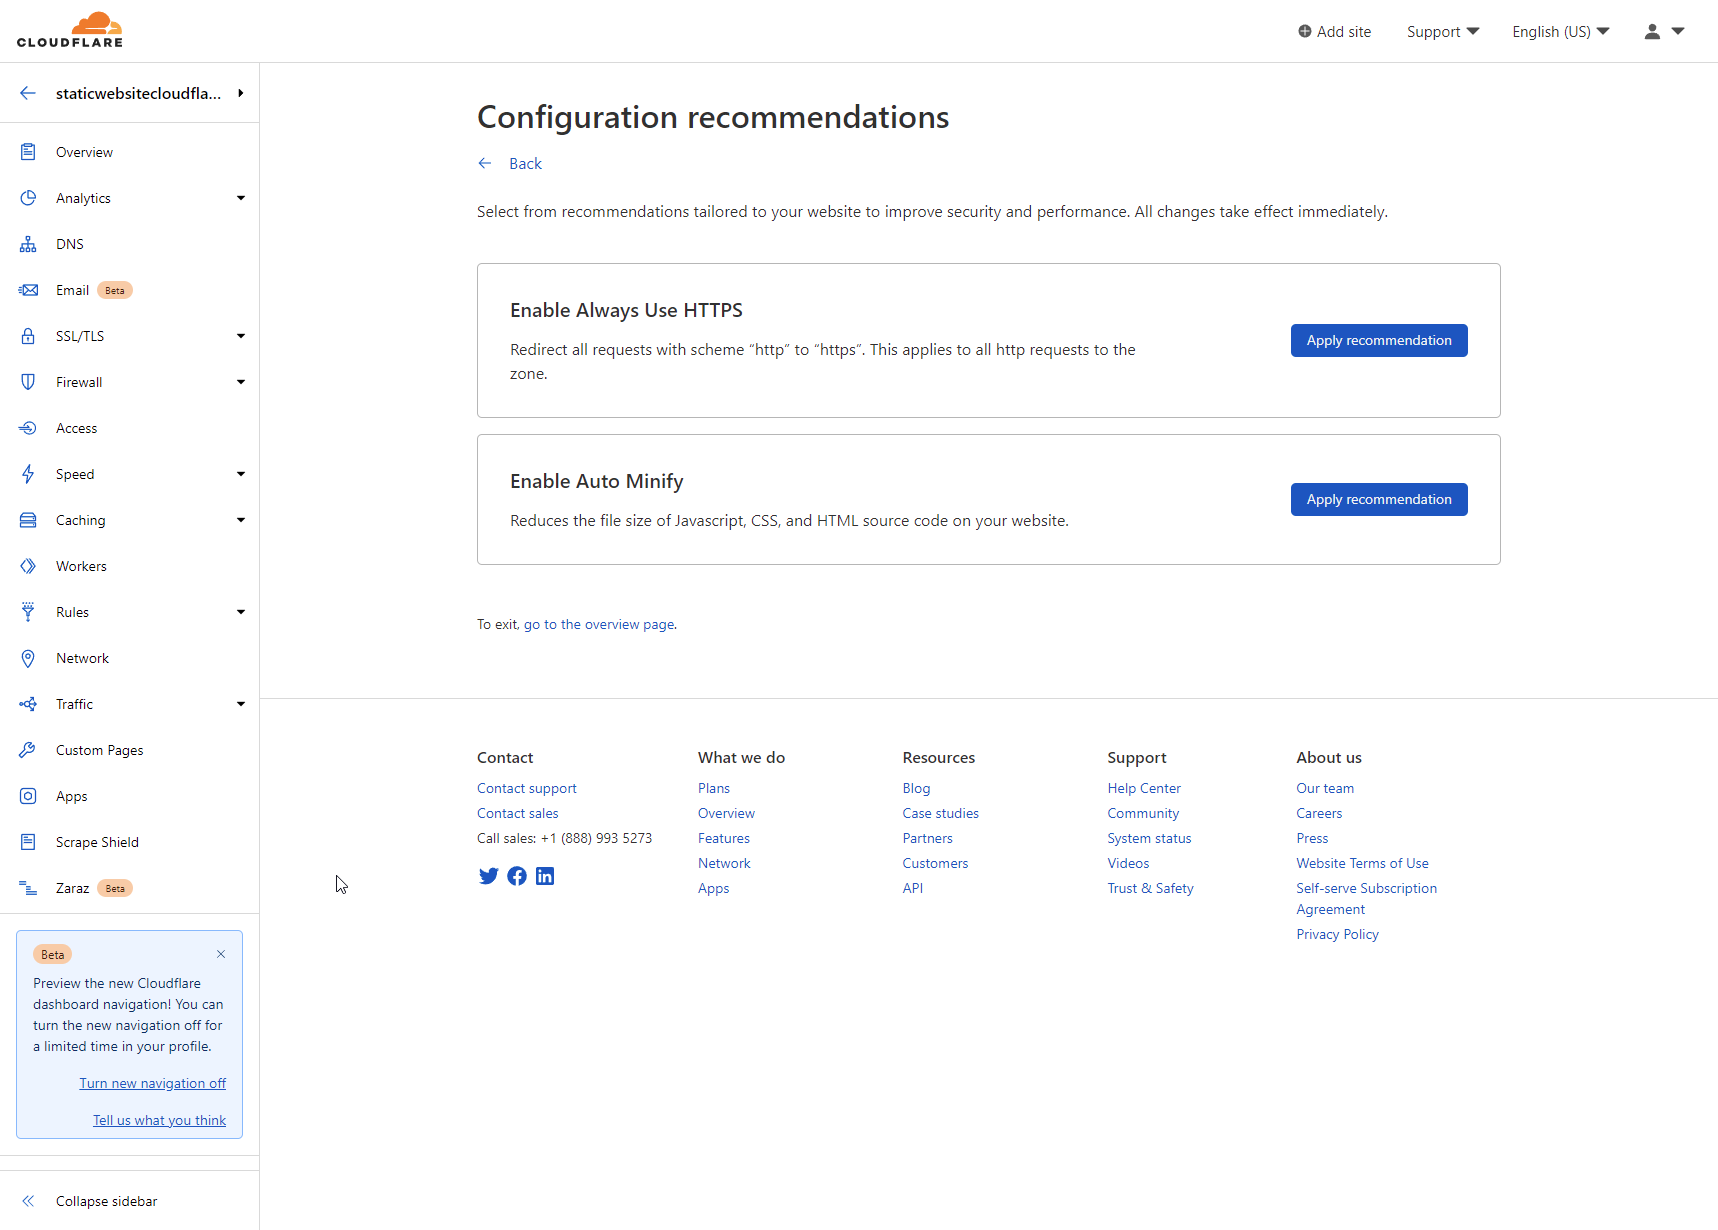 CLOUDFLARE
Add site
Support
English (US)
staticwebsitecloudfla...
Overview
Analytics
DNS
Email Beta
SSL/TLS
Firewall
Access
Speed
Caching
Workers
Rules
Network
Traffic
Custom Pages
Apps
Scrape Shield
Zaraz Beta
Beta
Preview the new Cloudflare
dashboard navigation! You can
turn the new navigation off for
a limited time in your profile.
Turn new navigation off
Tell us what you think
Collapse sidebar
Configuration recommendations
Back
Select from recommendations tailored to your website to improve security and performance. All changes take effect immediately.
Enable Always Use HTTPS
Redirect all requests with scheme “http” to “https”. This applies to all http requests to the
zone.
Apply recommendation
Enable Auto Minify
Reduces the file size of Javascript, CSS, and HTML source code on your website.
Apply recommendation
To exit, go to the overview page.
Contact
Contact support
Contact sales
Call sales: +1 (888) 993 5273
What we do
Plans
Overview
Features
Network
Apps
Resources
Blog
Case studies
Partners
Customers
API
Support
Help Center
Community
System status
Videos
Trust & Safety
About us
Our team
Careers
Press
Website Terms of Use
Self-serve Subscription
Agreement
Privacy Policy